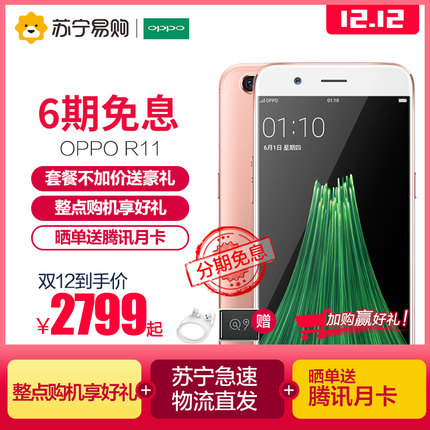 苏宁易购
oppo
12.12
6期免息
OPPO R11
套餐不加价送豪礼
整点购机享好礼
晒单送腾讯月卡
双12到手价
¥2799起
OPPO
01:10
01:10
6月1日 星期四
分期免息
Q9
赠
加购赢好礼!
整点购机享好礼
+
苏宁急速
物流直发
+
晒单送
腾讯月卡